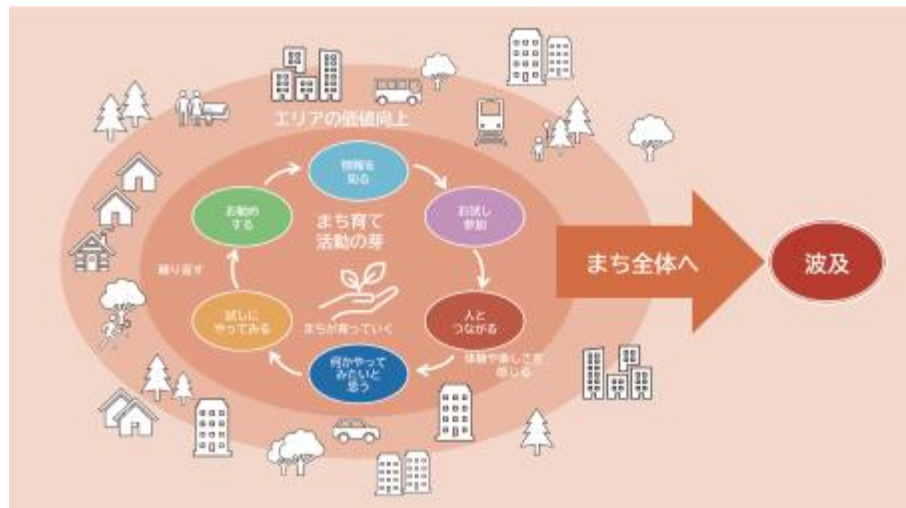 エリアの価値向上
情報を
知る
お試し
参加
人と
つながる
体験や楽しさを
感じる
何かやって
みたいと
思う
試しに
やってみる
繰り返す
お勧め
する
まち育て
活動の芽
まちが育っていく
まち全体へ
波及